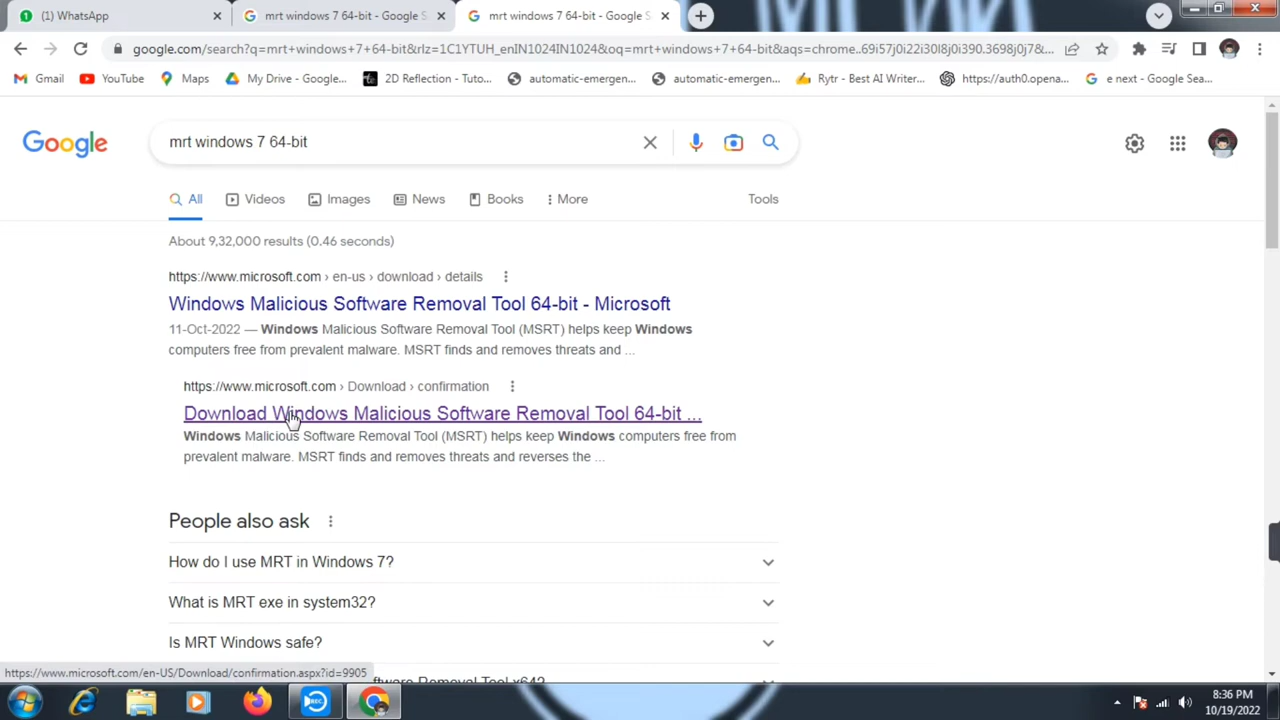 (1) WhatsApp
mrt windows 7 64-bit - Google S
mrt windows 7 64-bit - Google S
google.com/search?q=mrt+windows+7+64-bit&rlz=1C1YTUH_enIN1024IN1024&oq=mrt+windows+7+64-bit&aqs=chrome..69i57j0i22i30l8j0i390.3698j0j7&...
Gmail
YouTube
Maps
My Drive - Google...
2D Reflection - Tuto...
automatic-emergen...
automatic-emergen...
Rytr - Best AI Writer...
https://auth0.opena...
e next - Google Sea...
Google
mrt windows 7 64-bit
All
Videos
Images
News
Books
More
Tools
About 9,32,000 results (0.46 seconds)
https://www.microsoft.com › en-us › download › details
Windows Malicious Software Removal Tool 64-bit - Microsoft
11-Oct-2022 — Windows Malicious Software Removal Tool (MSRT) helps keep Windows
computers free from prevalent malware. MSRT finds and removes threats and ...
https://www.microsoft.com › Download › confirmation
Download Windows Malicious Software Removal Tool 64-bit ...
Windows Malicious Software Removal Tool (MSRT) helps keep Windows computers free from
prevalent malware. MSRT finds and removes threats and reverses the ...
People also ask
How do I use MRT in Windows 7?
What is MRT exe in system32?
Is MRT Windows safe?
ftware Removal Tool x64?
https://www.microsoft.com/en-US/Download/confirmation.aspx?id=9905
REC
8:36 PM
10/19/2022